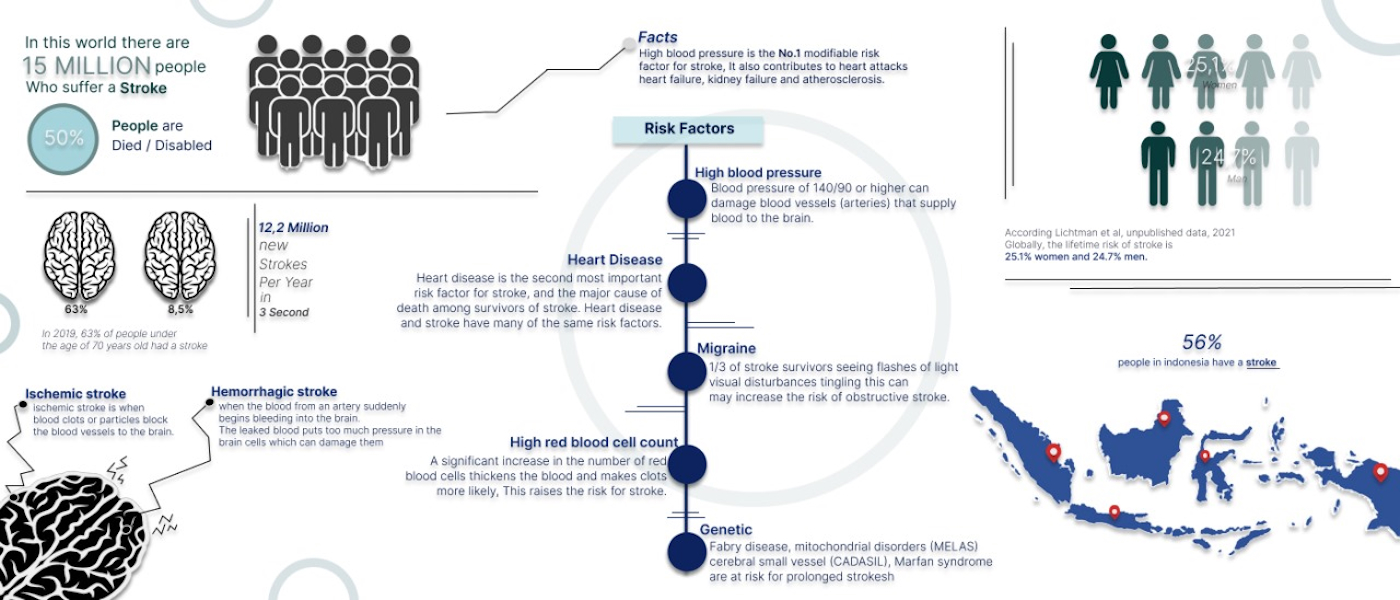 In this world there are
15 MILLION people
Who suffer a Stroke
50%
People are
Died / Disabled
63%
8,5%
In 2019, 63% of people under
the age of 70 years old had a stroke
12,2 Million
new
Strokes
Per Year
in
3 Second
Ischemic stroke
ischemic stroke is when
blood clots or particles block
the blood vessels to the brain.
Hemorrhagic stroke
when the blood from an artery suddenly
begins bleeding into the brain.
The leaked blood puts too much pressure in the
brain cells which can damage them
Facts
High blood pressure is the No.1 modifiable risk
factor for stroke, It also contributes to heart attacks
heart failure, kidney failure and atherosclerosis.
Risk Factors
High blood pressure
Blood pressure of 140/90 or higher can
damage blood vessels (arteries) that supply
blood to the brain.
Heart Disease
Heart disease is the second most important
risk factor for stroke, and the major cause of
death among survivors of stroke. Heart disease
and stroke have many of the same risk factors.
Migraine
1/3 of stroke survivors seeing flashes of light
visual disturbances tingling this can
may increase the risk of obstructive stroke.
High red blood cell count
A significant increase in the number of red
blood cells thickens the blood and makes clots
more likely, This raises the risk for stroke.
Genetic
Fabry disease, mitochondrial disorders (MELAS)
cerebral small vessel (CADASIL), Marfan syndrome
are at risk for prolonged strokesh
25,1%
Women
24,7%
Man
According Lichtman et al, unpublished data, 2021
Globally, the lifetime risk of stroke is
25.1% women and 24.7% men.
56%
people in indonesia have a stroke